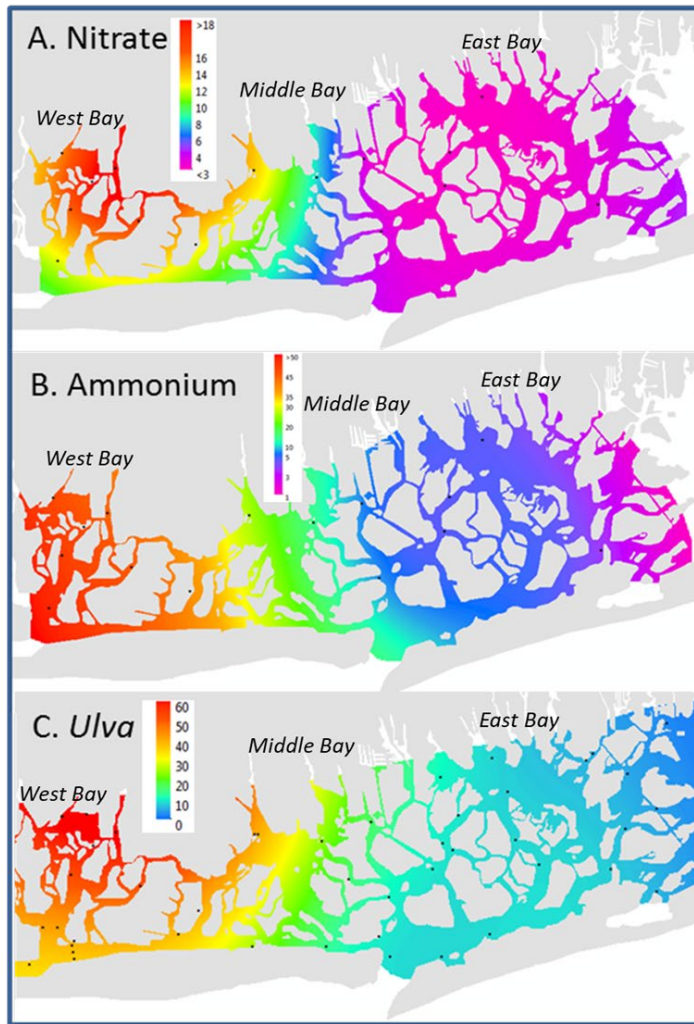 A. Nitrate
>18
16
14
12
10
8
6
4
<3
East Bay
Middle Bay
West Bay
B. Ammonium
>50
45
35
30
20
10
5
3
1
East Bay
Middle Bay
West Bay
C. Ulva
60
50
40
30
20
10
0
East Bay
Middle Bay
West Bay